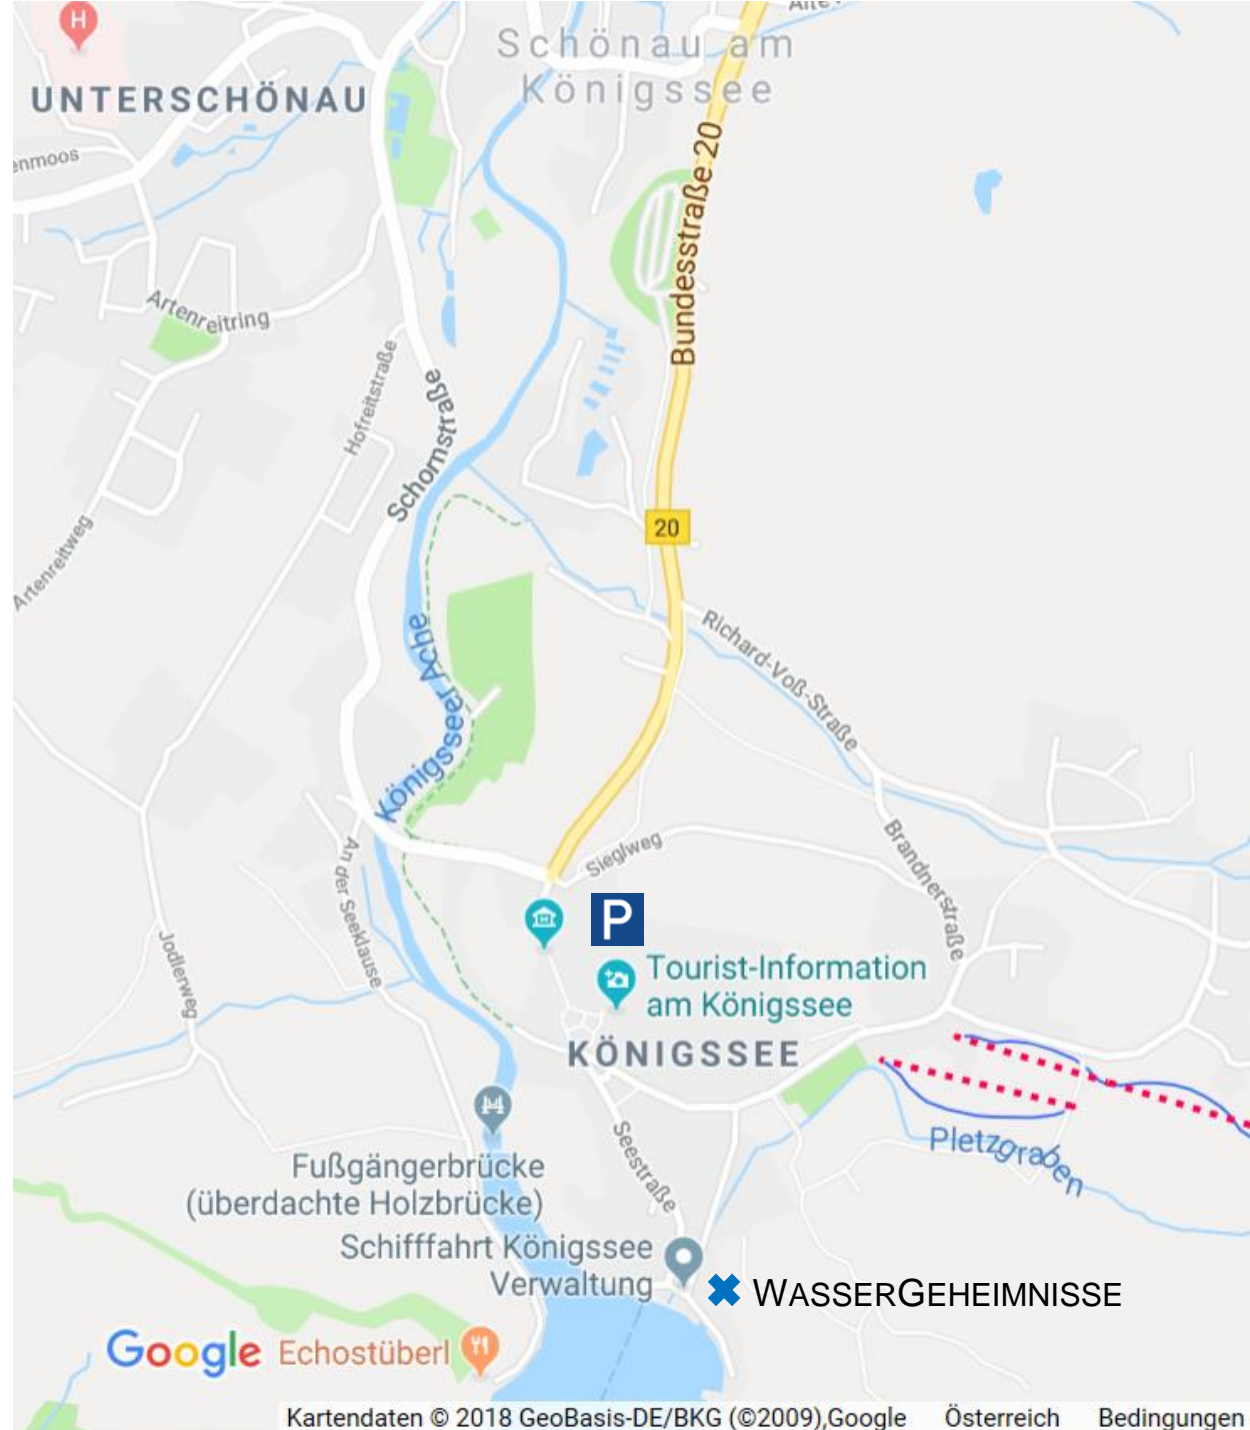 H
Schönau am
Königssee
UNTERSCHÖNAU
enmoos
Bundesstraße 20
Artenreitring
Hofreitstraße
Schornstraße
20
Artenreitweg
Königsseer Ache
Richard-Voß-Straße
Sieglweg
Brandnerstraße
An der Seeklause
P
Jodlerweg
Tourist-Information
am Königssee
KÖNIGSSEE
Seestraße
Pletzgraben
Fußgängerbrücke
(überdachte Holzbrücke)
Schifffahrt Königssee
Verwaltung
WASSERGEHEIMNISSE
Google
Echostüberl
Kartendaten © 2018 GeoBasis-DE/BKG (©2009),Google Österreich Bedingungen